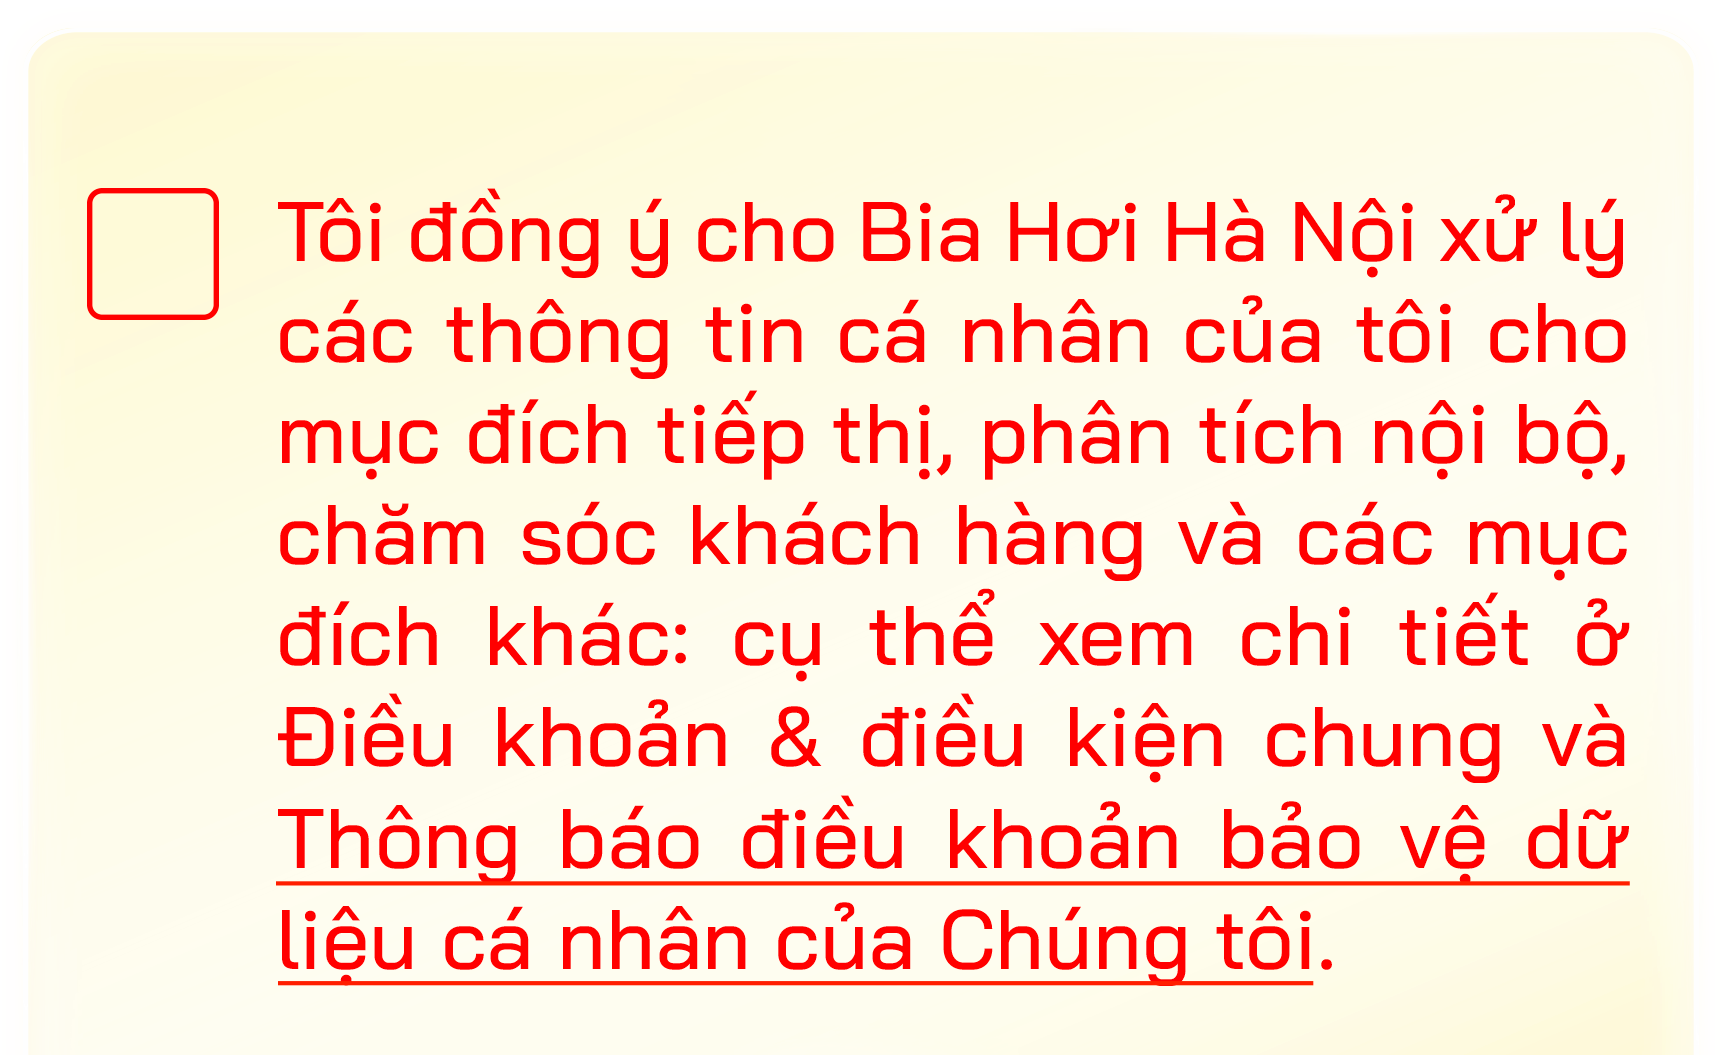 Tôi đồng ý cho Bia Hơi Hà Nội xử lý
các thông tin cá nhân của tôi cho
mục đích tiếp thị, phân tích nội bộ,
chăm sóc khách hàng và các mục
đích khác: cụ thể xem chi tiết ở
Điều khoản & điều kiện chung và
Thông báo điều khoản bảo vệ dữ
liệu cá nhân của Chúng tôi.